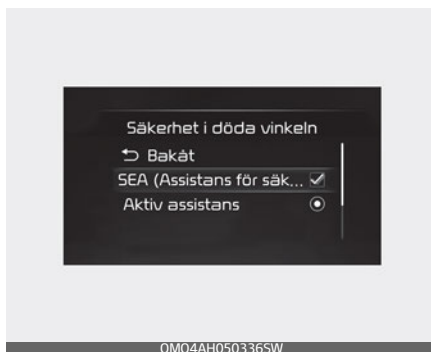 Säkerhet i döda vinkeln
⮌ Bakåt
SEA (Assistans för säk...
Aktiv assistans
OMQ4AH050336SW